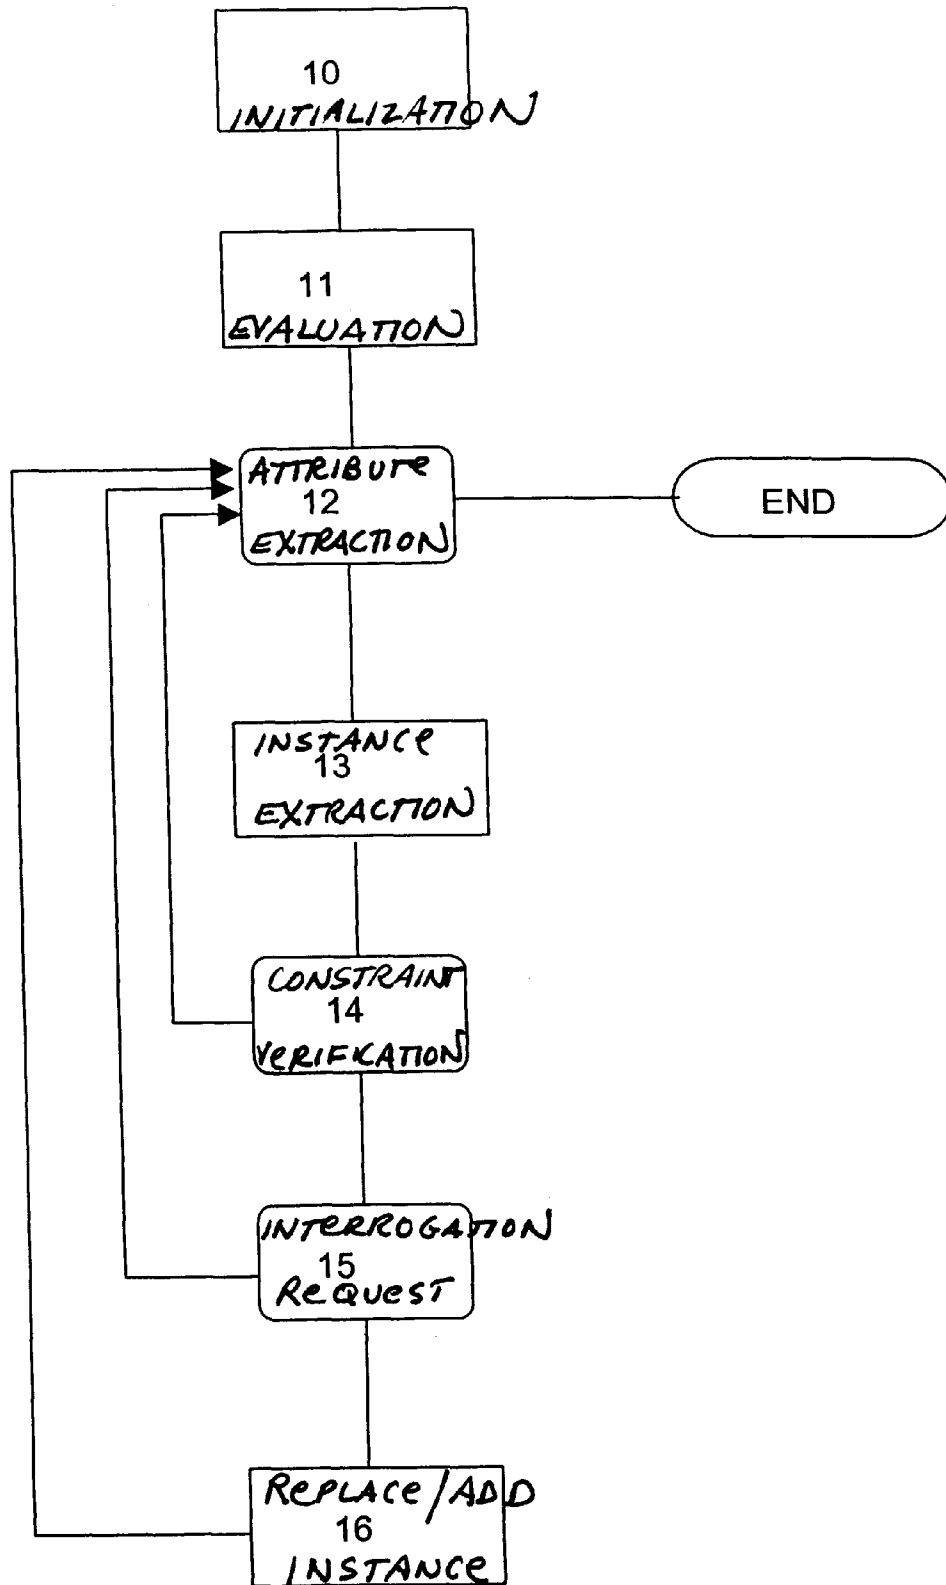 10
INITIALIZATION
11
EVALUATION
ATTRIBUTE
12
EXTRACTION
END
INSTANCE
13
EXTRACTION
CONSTRAINT
14
VERIFICATION
INTERROGATION
15
REQUEST
REPLACE/ADD
16
INSTANCE